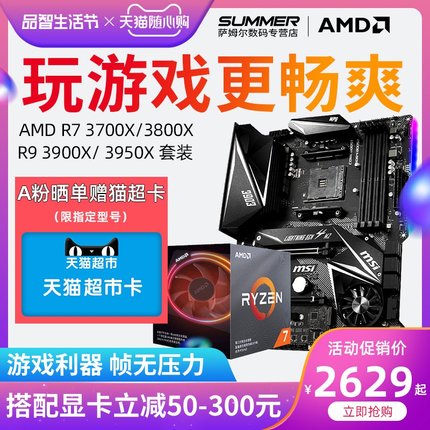 品智生活节
天猫随心购
SUMMER
萨姆尔数码专营店
AMD
玩游戏更畅爽
AMD R7 3700X/3800X
R9 3900X/ 3950X 套装
A粉晒单赠猫超卡
(限指定型号)
天猫超市
天猫超市卡
AMD
AMD
RYZEN
7
msi
游戏利器 帧无压力
搭配显卡立减50-300元
活动促销价
¥2629起
立即抢购